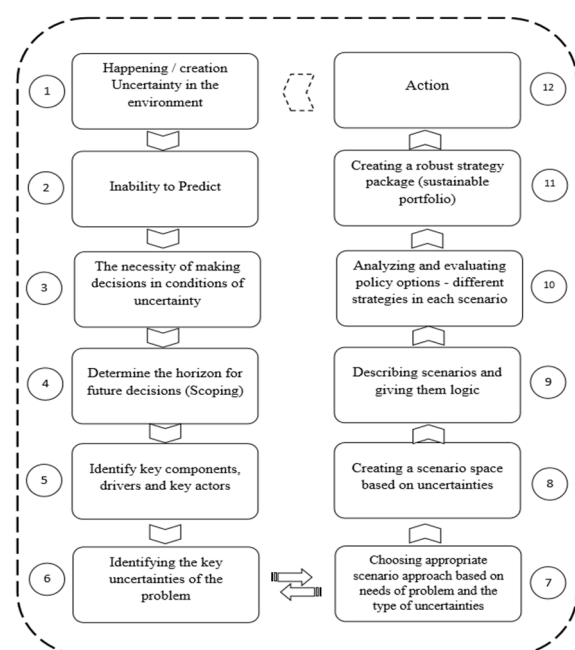 1
Happening / creation
Uncertainty in the
environment
2
Inability to Predict
3
The necessity of making
decisions in conditions of
uncertainty
4
Determine the horizon for
future decisions (Scoping)
5
Identify key components,
drivers and key actors
6
Identifying the key
uncertainties of the
problem
Choosing appropriate
scenario approach based on
needs of problem and the
type of uncertainties
7
Creating a scenario space
based on uncertainties
8
Describing scenarios and
giving them logic
9
Analyzing and evaluating
policy options - different
strategies in each scenario
10
Creating a robust strategy
package (sustainable
portfolio)
11
Action
12